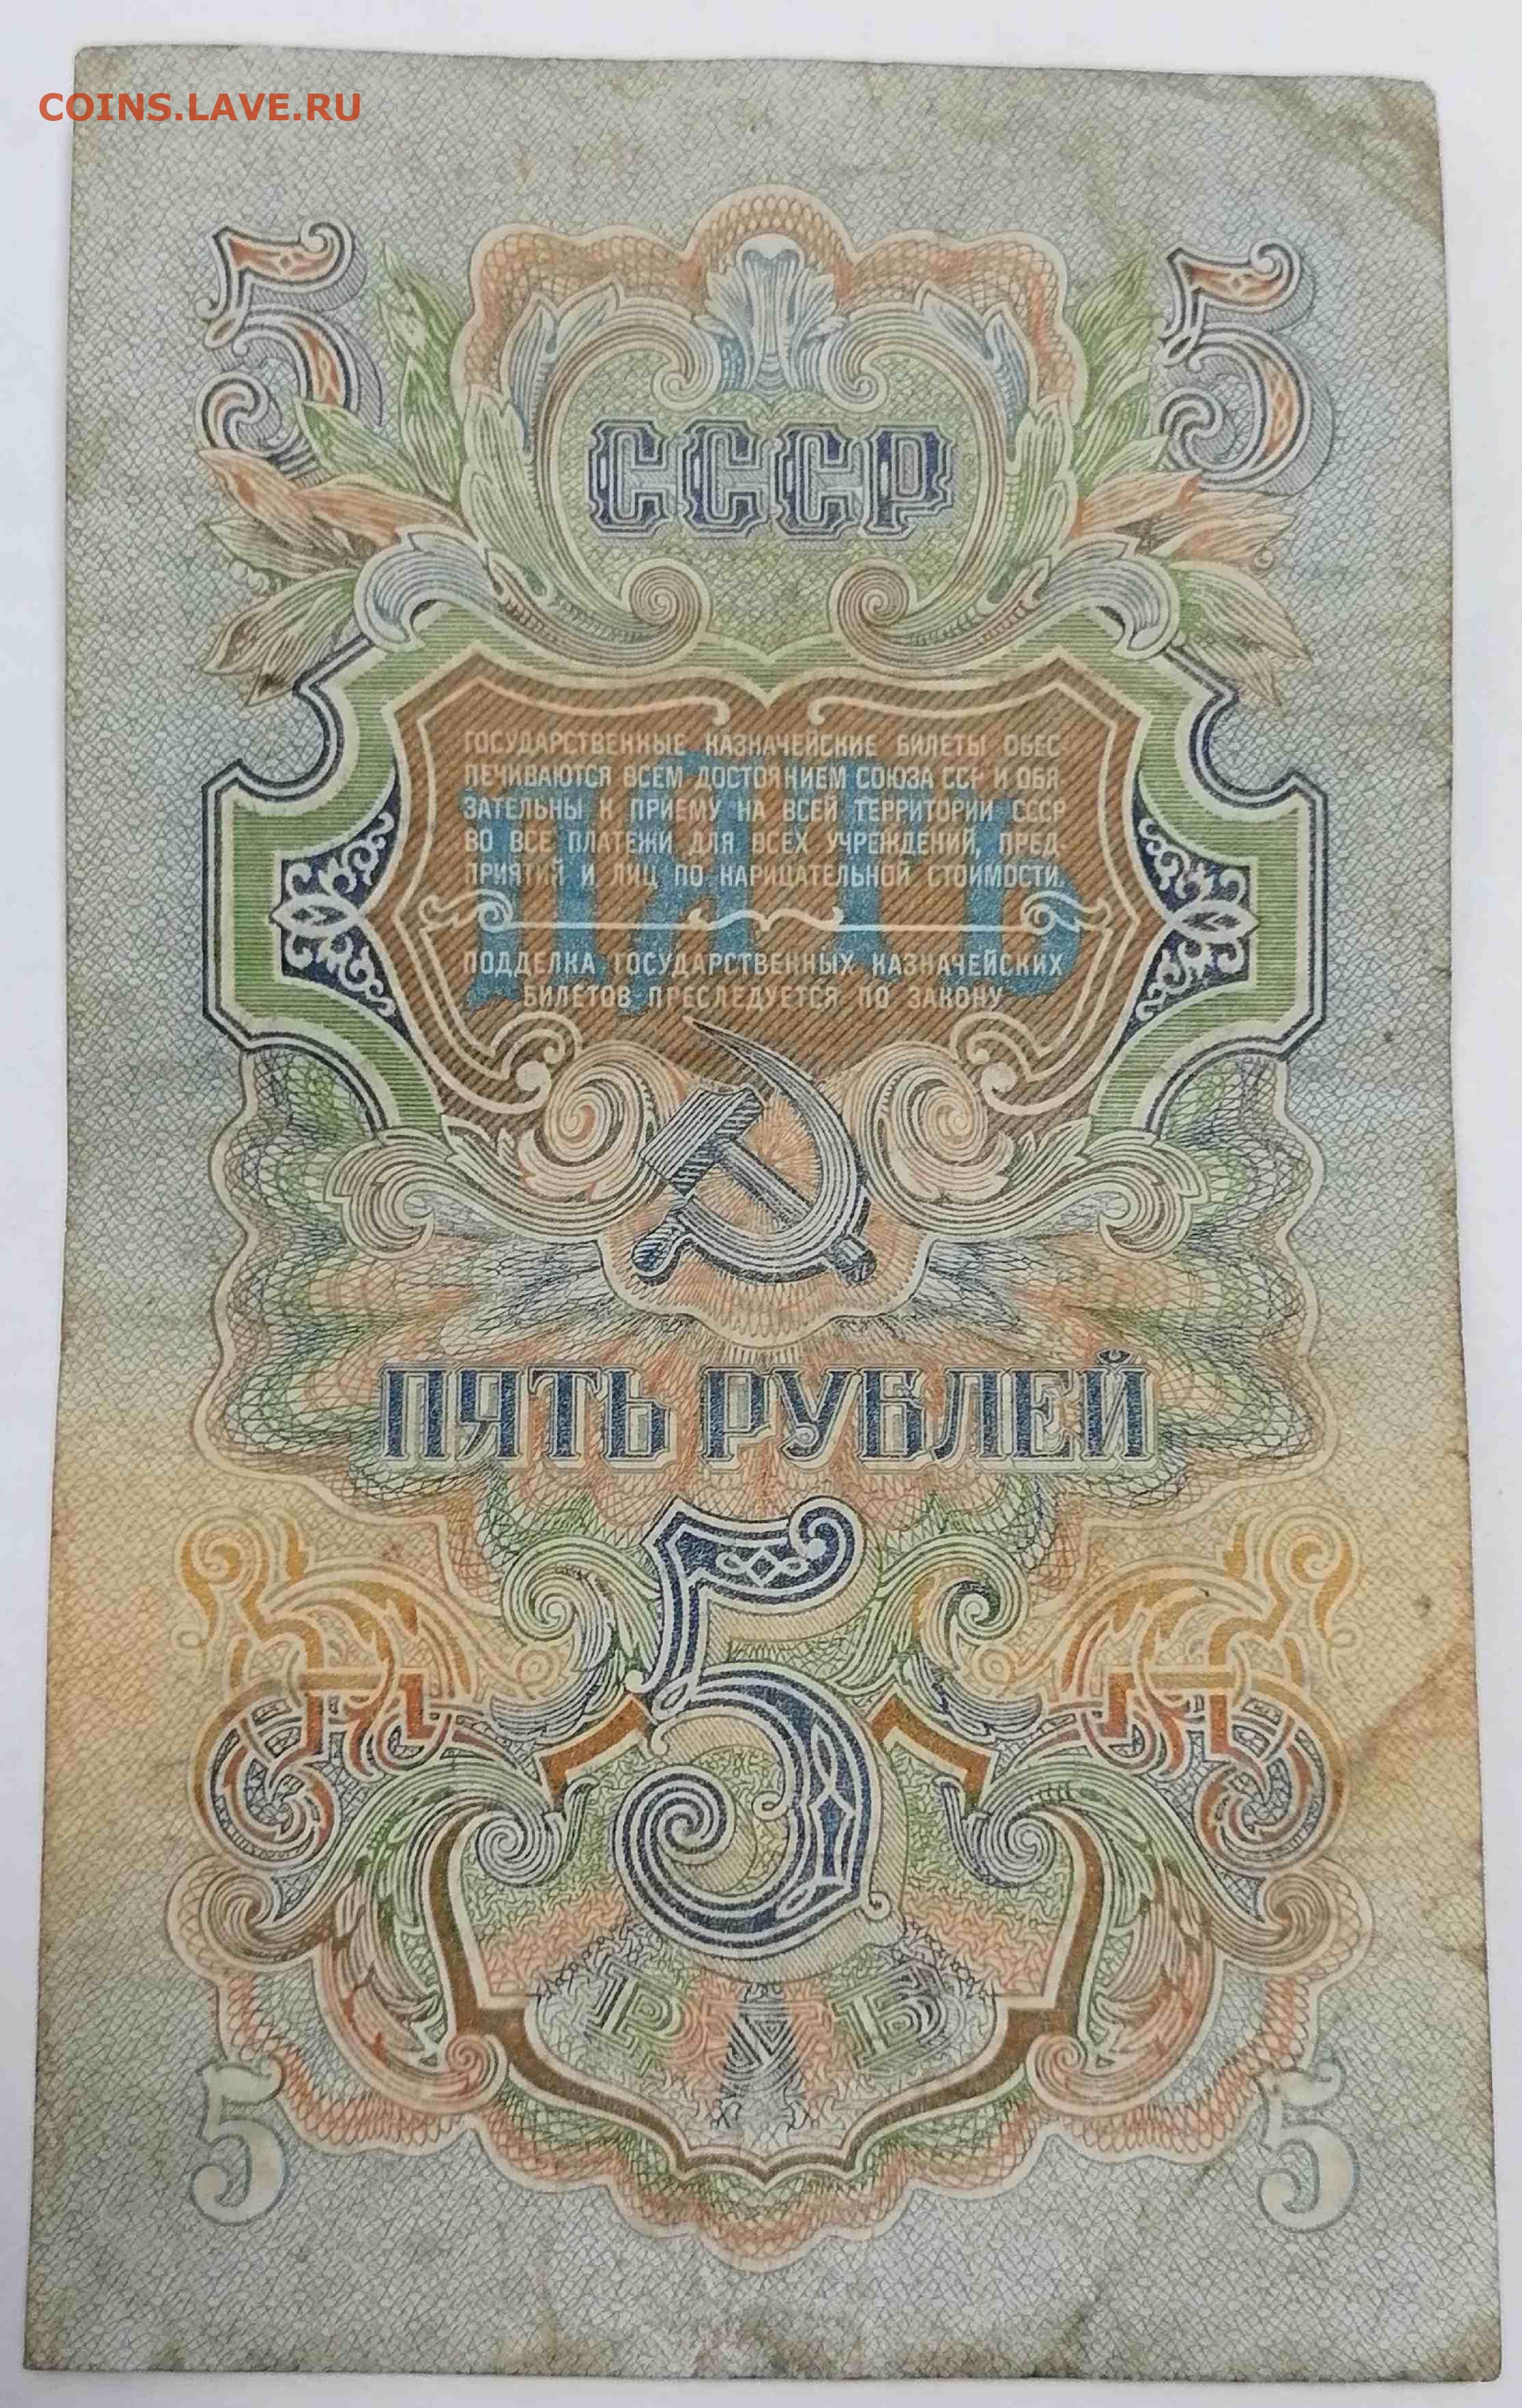 COINS.LAVE.RU
5 5
СССР
ГОСУДАРСТВЕННЫЕ КАЗНАЧЕЙСКИЕ БИЛЕТЫ ОБЕС-
ПЕЧИВАЮТСЯ ВСЕМ ДОСТОЯНИЕМ СОЮЗА ССР И ОБЯ-
ЗАТЕЛЬНЫ К ПРИЕМУ НА ВСЕЙ ТЕРРИТОРИИ СССР
ВО ВСЕ ПЛАТЕЖИ ДЛЯ ВСЕХ УЧРЕЖДЕНИЙ, ПРЕД-
ПРИЯТИЙ И ЛИЦ ПО НАРИЦАТЕЛЬНОЙ СТОИМОСТИ.
ПЯТЬ
ПОДДЕЛКА ГОСУДАРСТВЕННЫХ КАЗНАЧЕЙСКИХ
БИЛЕТОВ ПРЕСЛЕДУЕТСЯ ПО ЗАКОНУ
ПЯТЬ РУБЛЕЙ
5
РУБ
5 5